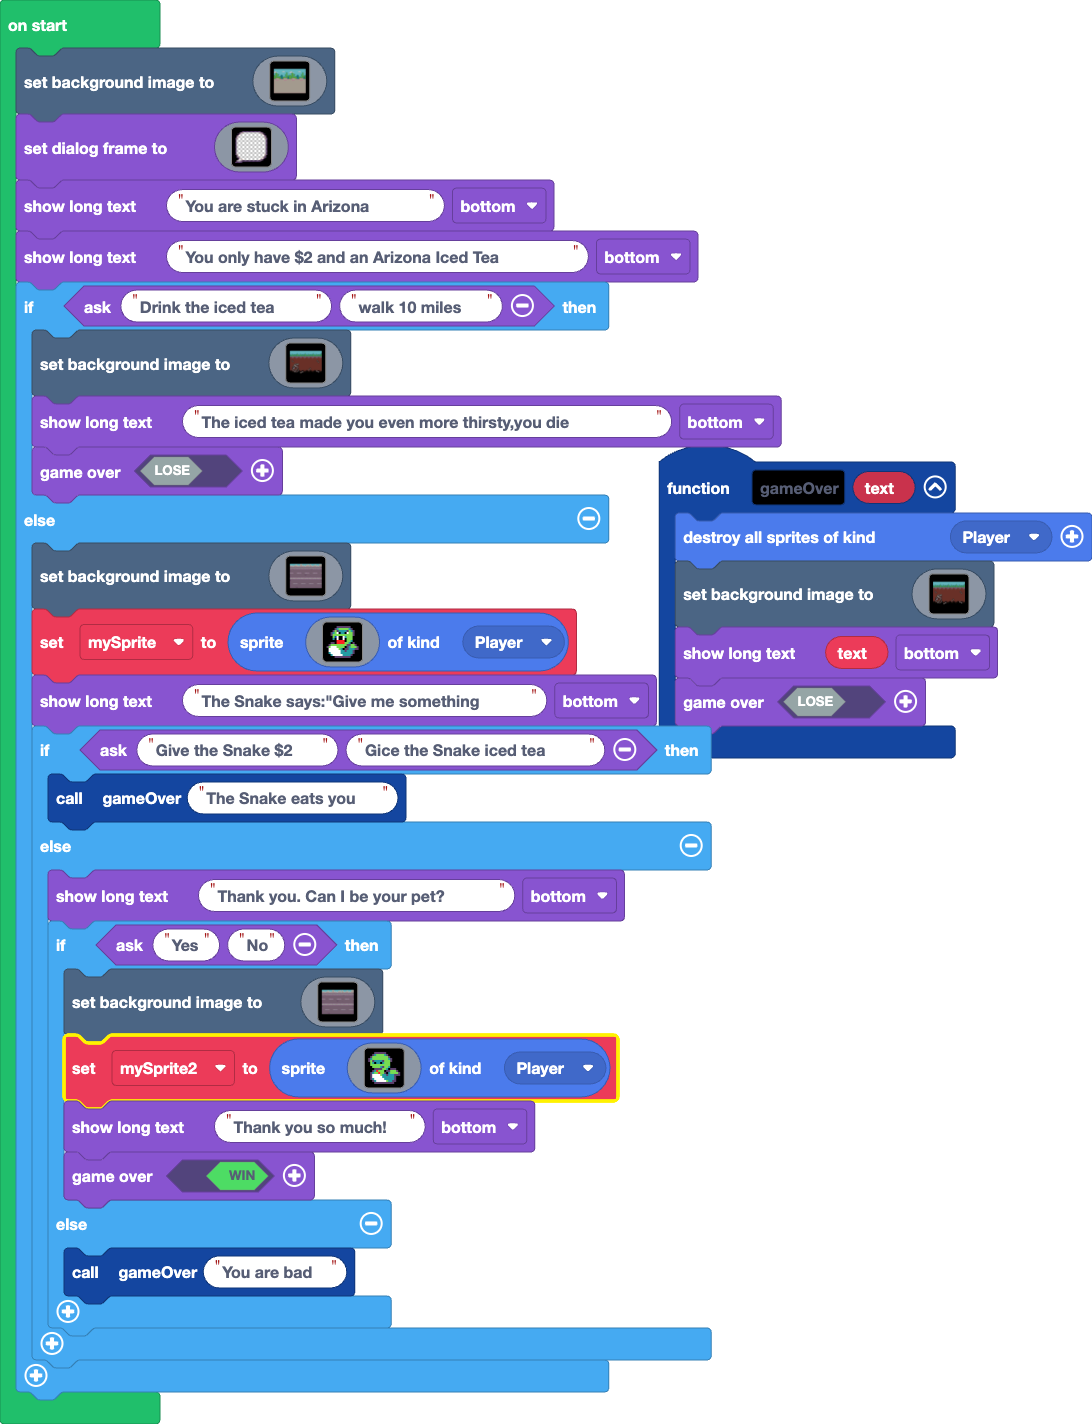 on start
set background image to
set dialog frame to
show long text "You are stuck in Arizona" bottom
show long text "You only have $2 and an Arizona Iced Tea" bottom
if ask "Drink the iced tea" "walk 10 miles" then
set background image to
show long text "The iced tea made you even more thirsty,you die" bottom
game over LOSE
else
set background image to
set mySprite to sprite of kind Player
show long text "The Snake says:"Give me something" bottom
if ask "Give the Snake $2" "Gice the Snake iced tea" then
call gameOver "The Snake eats you"
else
show long text "Thank you. Can I be your pet?" bottom
if ask "Yes" "No" then
set background image to
set mySprite2 to sprite of kind Player
show long text "Thank you so much!" bottom
game over WIN
else
call gameOver "You are bad"
function gameOver text
destroy all sprites of kind Player
set background image to
show long text text bottom
game over LOSE